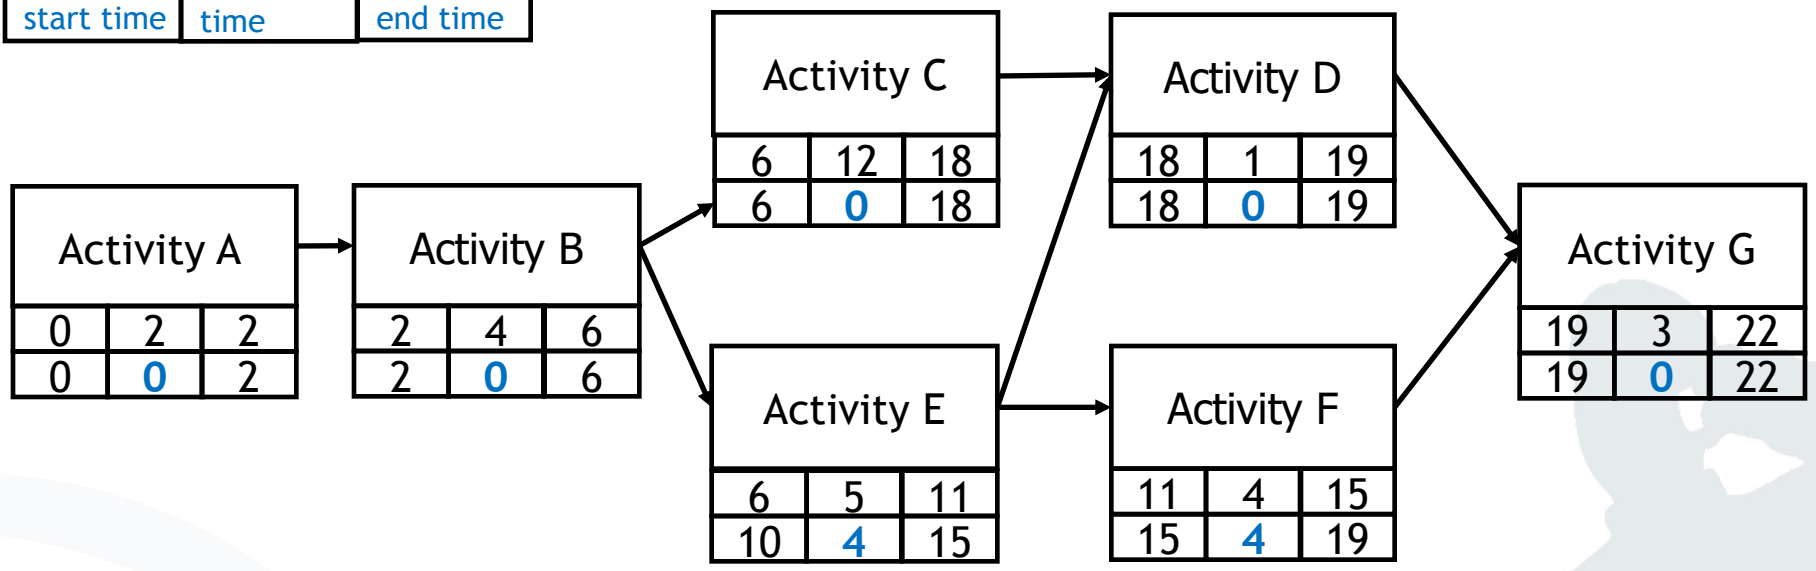 start time time end time
Activity C
6 12 18
6 0 18
Activity D
18 1 19
18 0 19
Activity A
0 2 2
0 0 2
Activity B
2 4 6
2 0 6
Activity G
19 3 22
19 0 22
Activity E
6 5 11
10 4 15
Activity F
11 4 15
15 4 19